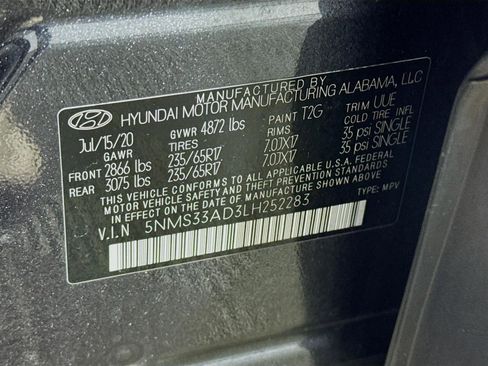 MANUFACTURED BY
HYUNDAI MOTOR MANUFACTURING ALABAMA, LLC
Jul/15/20 GVWR 4872 lbs PAINT T2G TRIM UUE
GAWR TIRES RIMS COLD TIRE INFL
FRONT 2866 lbs 235/65R17 7.0JX17 35 psi SINGLE
REAR 3075 lbs 235/65R17 7.0JX17 35 psi SINGLE
THIS VEHICLE CONFORMS TO ALL APPLICABLE U.S.A. FEDERAL
MOTOR VEHICLE SAFETY AND THEFT PREVENTION STANDARDS
IN EFFECT ON THE DATE OF MANUFACTURE SHOWN ABOVE.
V.I.N 5NMS33AD3LH252283 TYPE: MPV